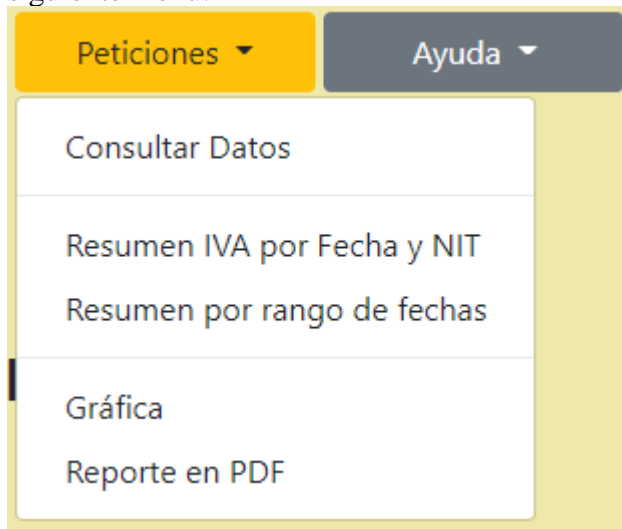 Peticiones
Ayuda
Consultar Datos
Resumen IVA por Fecha y NIT
Resumen por rango de fechas
Gráfica
Reporte en PDF